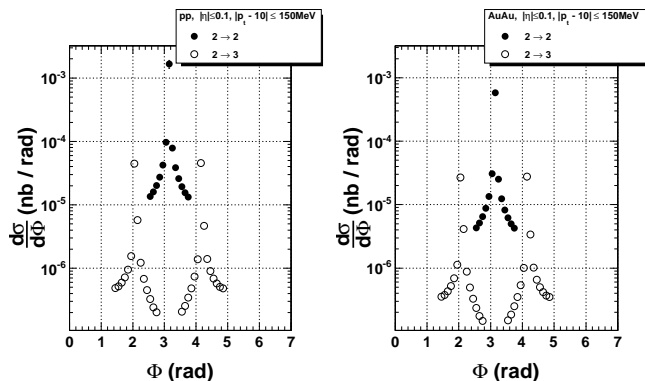 pp, |η|≤0.1, |p_t - 10| ≤ 150MeV
2 → 2
2 → 3
10^-3
10^-4
10^-5
10^-6
dσ/dΦ (nb / rad)
0 1 2 3 4 5 6 7
Φ (rad)
AuAu, |η|≤0.1, |p_t - 10| ≤ 150MeV
2 → 2
2 → 3
10^-3
10^-4
10^-5
10^-6
dσ/dΦ (nb / rad)
0 1 2 3 4 5 6 7
Φ (rad)